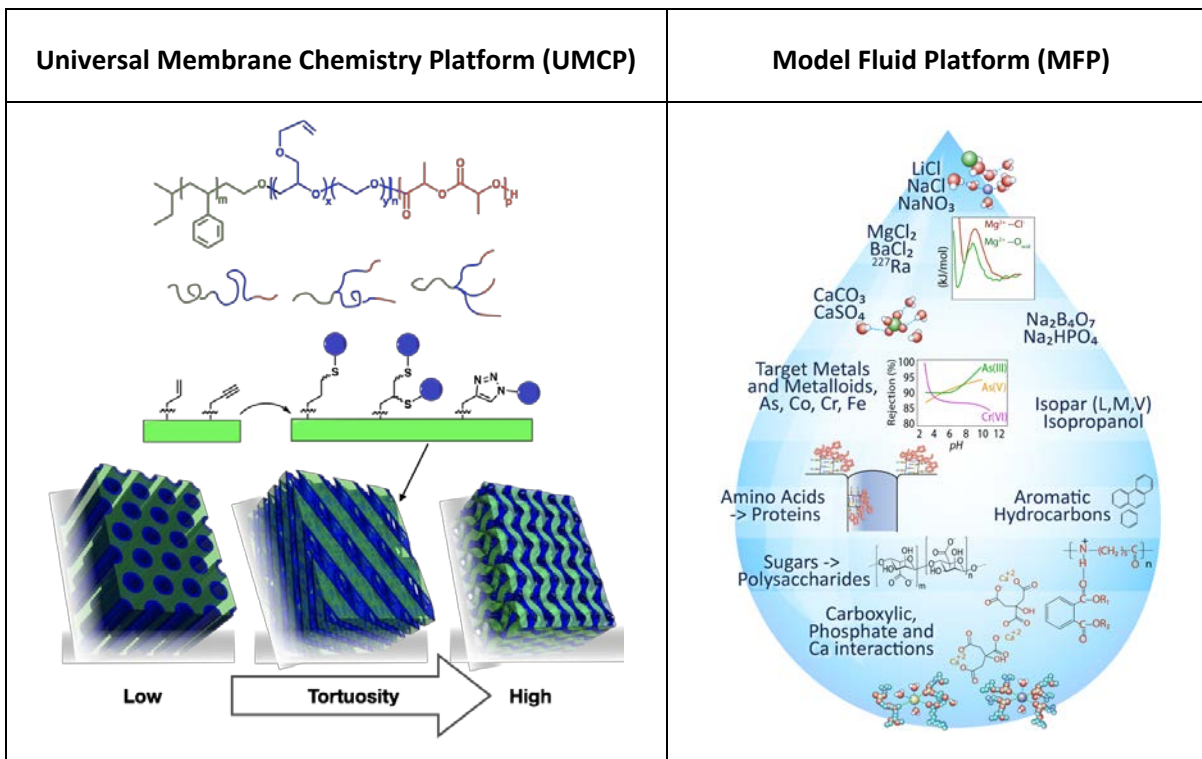 Universal Membrane Chemistry Platform (UMCP)
Model Fluid Platform (MFP)
O
m
O
x
O
y n
O
O
O
O
H
p
S
S
S
N=N
N
Low
Tortuosity
High
LiCl
NaCl
NaNO₃
MgCl₂
BaCl₂
²²⁷Ra
(kJ/mol)
Mg²⁺ –Cl⁻
CaCO₃
CaSO₄
Na₂B₄O₇
Na₂HPO₄
Target Metals
and Metalloids,
As, Co, Cr, Fe
Rejection (%)
100
95
90
85
80
As(III)
As(V)
Cr(VI)
2 4 6 8 10 12
pH
Isopar (L,M,V)
Isopropanol
Amino Acids
-> Proteins
Aromatic
Hydrocarbons
Sugars ->
Polysaccharides
m
n
Carboxylic,
Phosphate and
Ca interactions